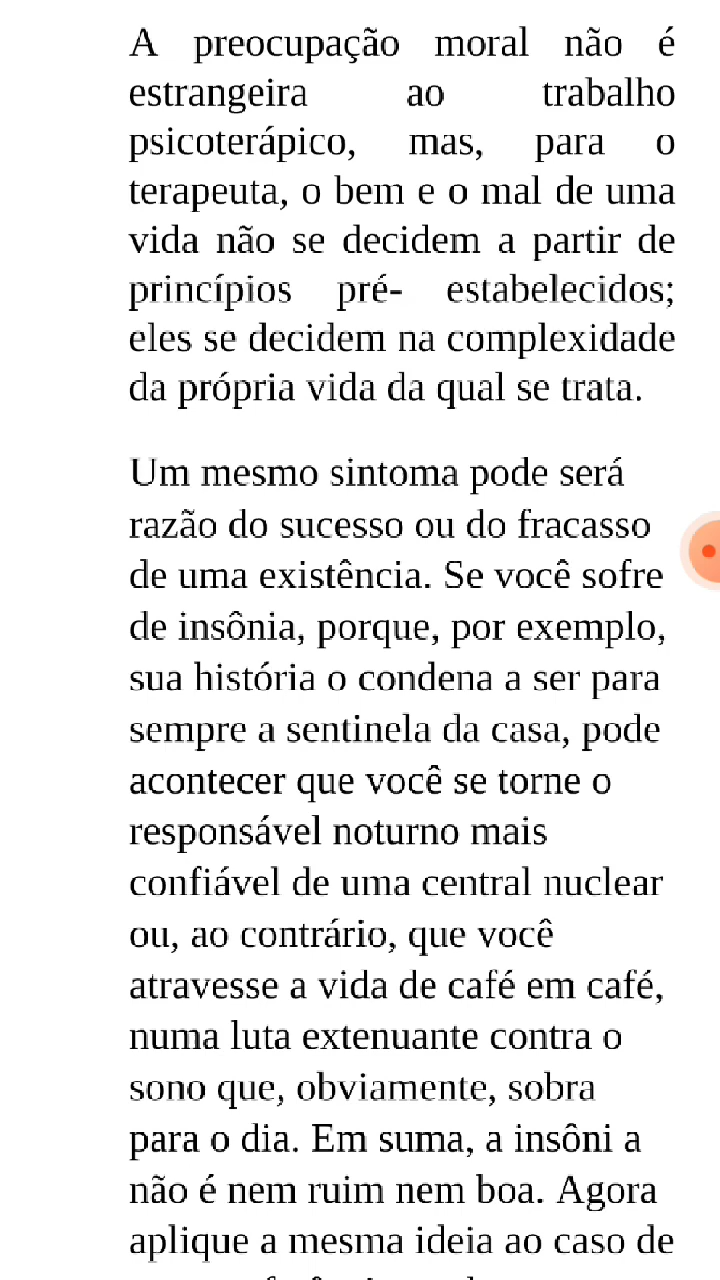 A preocupação moral não é
estrangeira ao trabalho
psicoterápico, mas, para o
terapeuta, o bem e o mal de uma
vida não se decidem a partir de
princípios pré- estabelecidos;
eles se decidem na complexidade
da própria vida da qual se trata.
Um mesmo sintoma pode será
razão do sucesso ou do fracasso
de uma existência. Se você sofre
de insônia, porque, por exemplo,
sua história o condena a ser para
sempre a sentinela da casa, pode
acontecer que você se torne o
responsável noturno mais
confiável de uma central nuclear
ou, ao contrário, que você
atravesse a vida de café em café,
numa luta extenuante contra o
sono que, obviamente, sobra
para o dia. Em suma, a insôni a
não é nem ruim nem boa. Agora
aplique a mesma ideia ao caso de